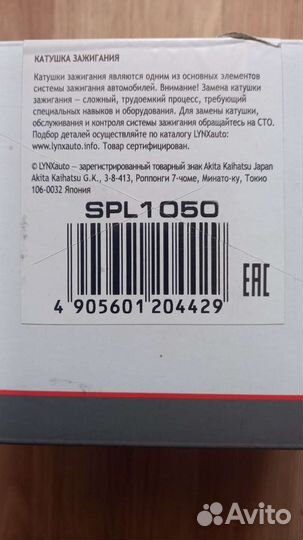 КАТУШКА ЗАЖИГАНИЯ
Катушки зажигания являются одним из основных элементов
системы зажигания автомобилей. Внимание! Замена катушки
зажигания — сложный, трудоемкий процесс, требующий
специальных навыков и оборудования. Для замены катушки,
обслуживания и контроля системы зажигания обращайтесь на СТО.
Подбор деталей осуществляйте по каталогу LYNXauto:
www.lynxauto.info. Товар сертифицирован.
© LYNXauto — зарегистрированный товарный знак Akita Kaihatsu Japan
Akita Kaihatsu G.K., 3-8-413, Роппонги 7-чоме, Минато-ку, Токио
106-0032 Япония
SPL1050
EAC
4 905601 204429
Avito